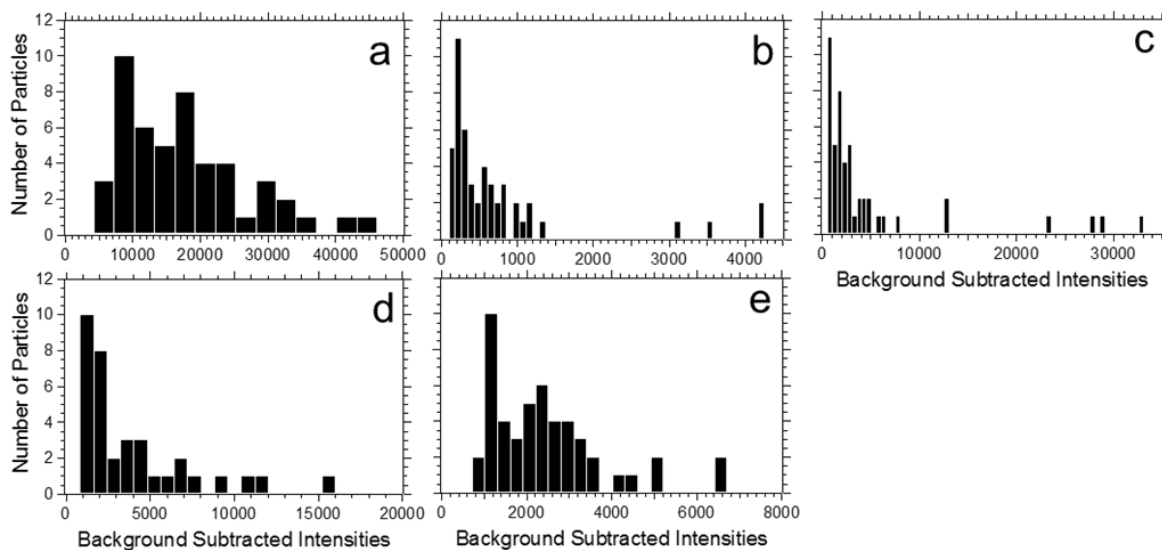 12
10
8
6
4
2
0
Number of Particles
a
0 10000 20000 30000 40000 50000
b
0 1000 2000 3000 4000
c
0 10000 20000 30000
Background Subtracted Intensities
12
10
8
6
4
2
0
Number of Particles
d
0 5000 10000 15000 20000
Background Subtracted Intensities
e
0 2000 4000 6000 8000
Background Subtracted Intensities